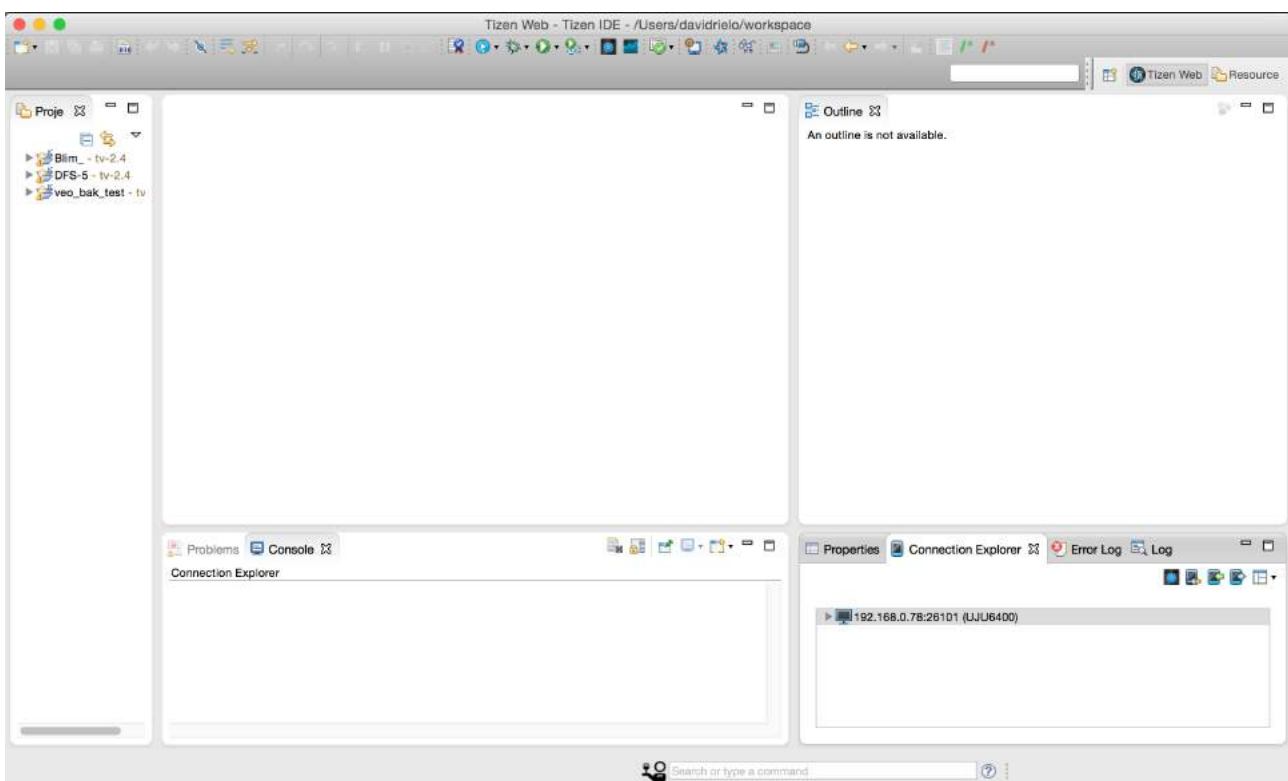 Tizen Web - Tizen IDE - /Users/davidrielo/workspace
Tizen Web Resource
Proje
Blim_ - tv-2.4
DFS-5 - tv-2.4
veo_bak_test - tv
Outline
An outline is not available.
Problems Console
Connection Explorer
Properties Connection Explorer Error Log Log
192.168.0.78:26101 (UJU6400)
Search or type a command